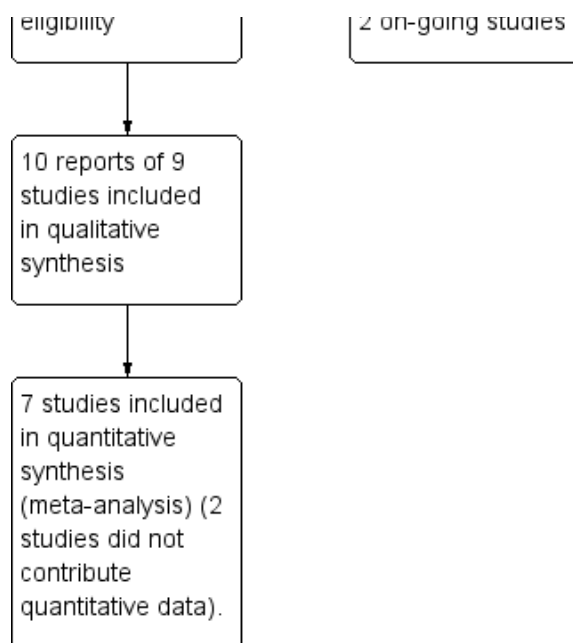 eligibility
2 on-going studies
10 reports of 9
studies included
in qualitative
synthesis
7 studies included
in quantitative
synthesis
(meta-analysis) (2
studies did not
contribute
quantitative data).